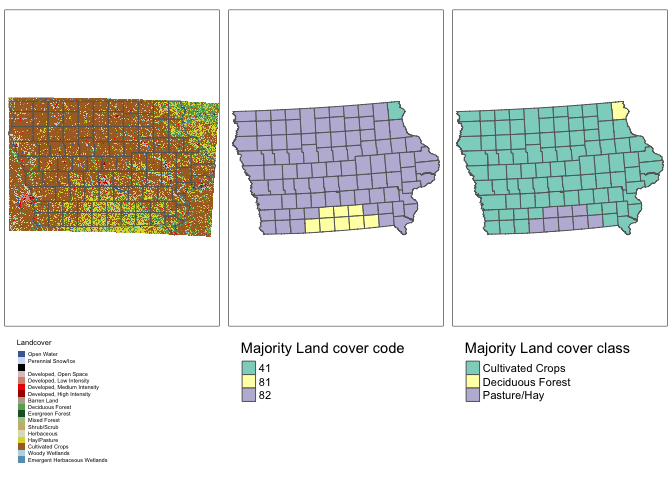 Landcover
Open Water
Perennial Snow/Ice
Developed, Open Space
Developed, Low Intensity
Developed, Medium Intensity
Developed, High Intensity
Barren Land
Deciduous Forest
Evergreen Forest
Mixed Forest
Shrub/Scrub
Herbaceous
Hay/Pasture
Cultivated Crops
Woody Wetlands
Emergent Herbaceous Wetlands
Majority Land cover code
41
81
82
Majority Land cover class
Cultivated Crops
Deciduous Forest
Pasture/Hay